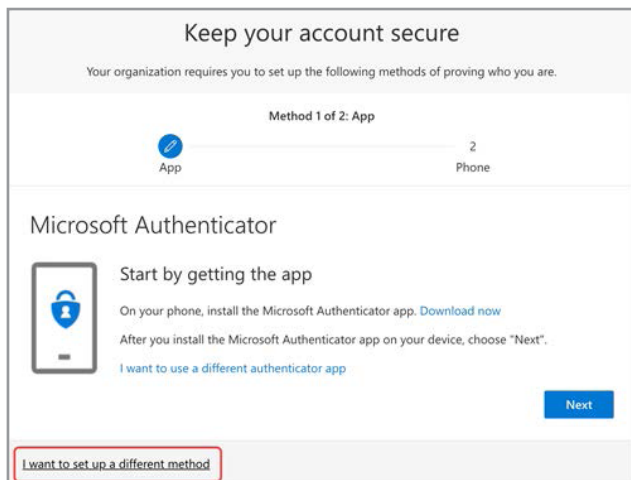 Keep your account secure
Your organization requires you to set up the following methods of proving who you are.
Method 1 of 2: App
2
App
Phone
Microsoft Authenticator
Start by getting the app
On your phone, install the Microsoft Authenticator app. Download now
After you install the Microsoft Authenticator app on your device, choose "Next".
I want to use a different authenticator app
Next
I want to set up a different method